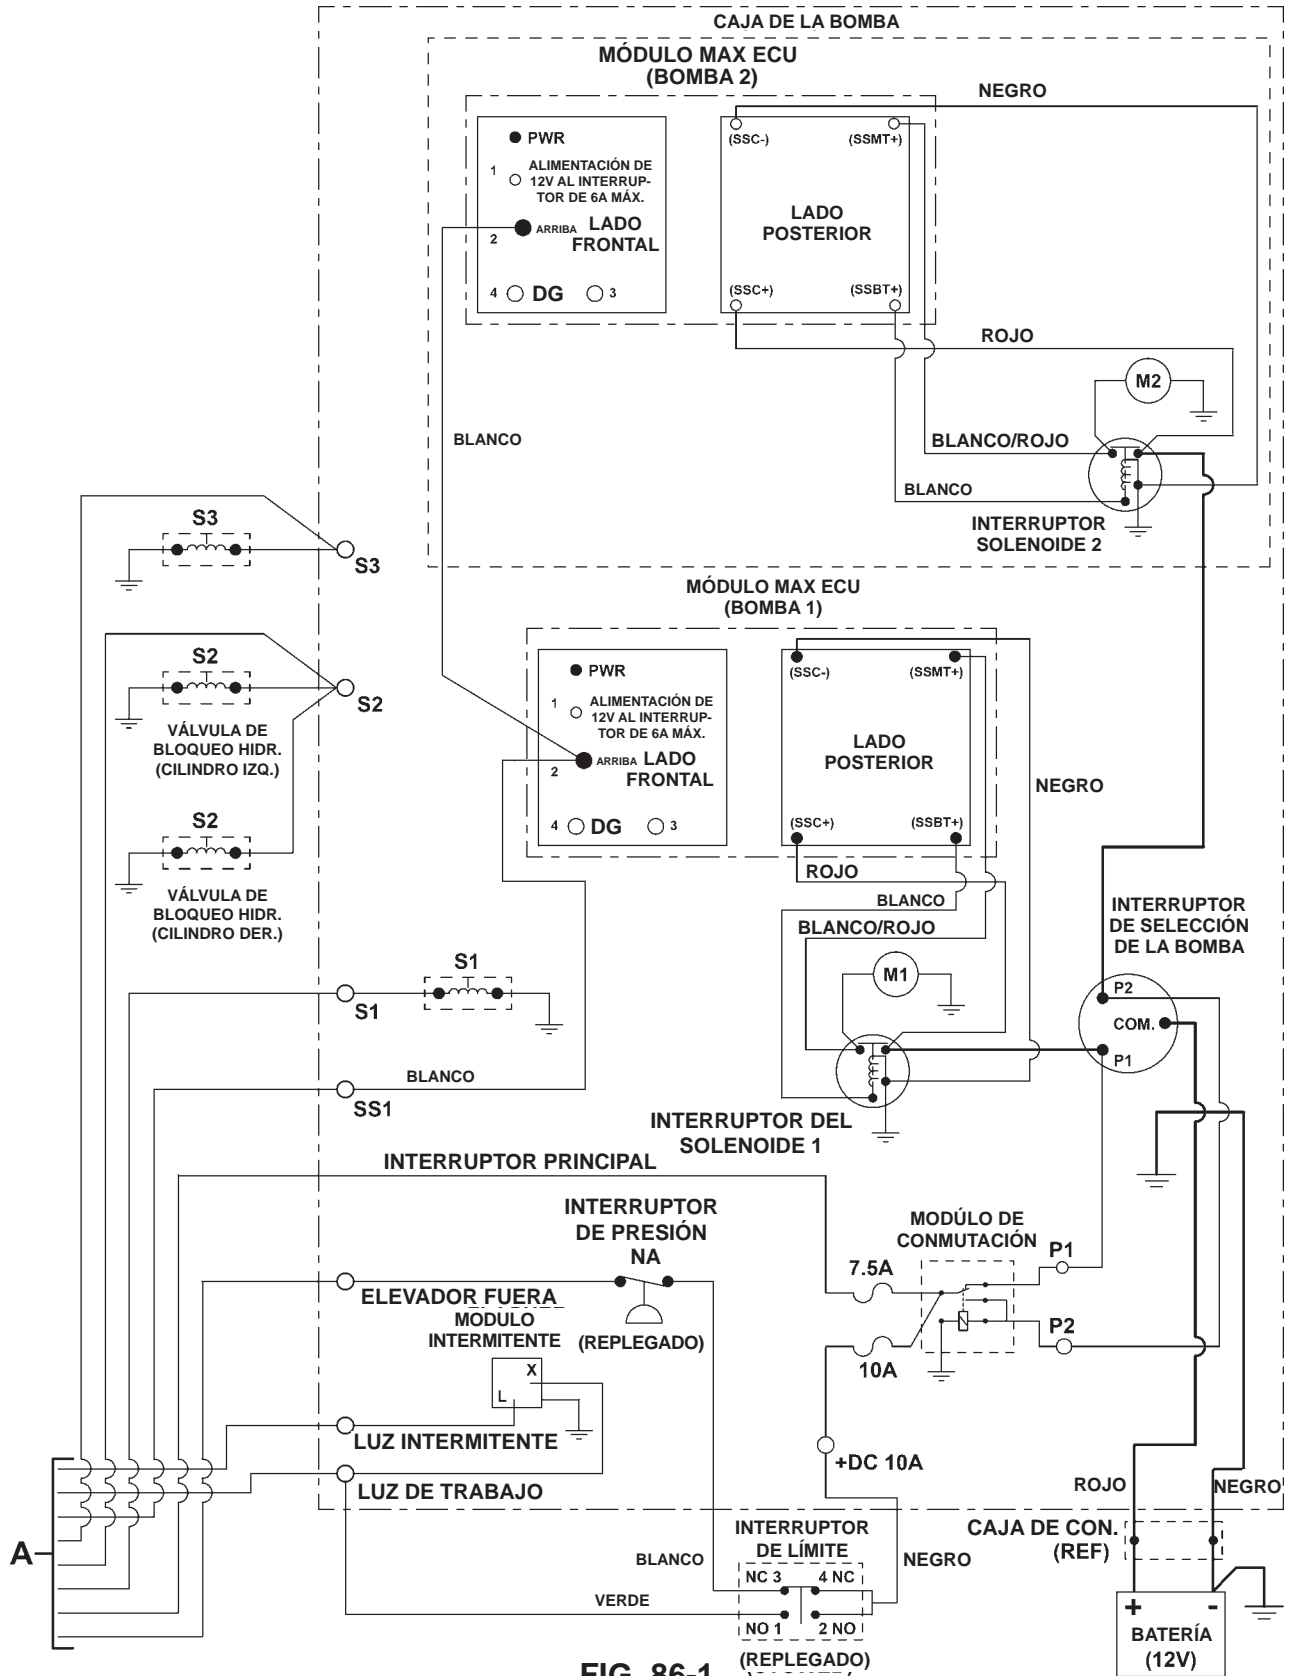 CAJA DE LA BOMBA
MÓDULO MAX ECU
(BOMBA 2)
NEGRO
PWR
1
ALIMENTACIÓN DE
12V AL INTERRUP-
TOR DE 6A MÁX.
2
ARRIBA
LADO
FRONTAL
4
DG
3
(SSC-)
(SSMT+)
LADO
POSTERIOR
(SSC+)
(SSBT+)
ROJO
M2
BLANCO
BLANCO/ROJO
BLANCO
INTERRUPTOR
SOLENOIDE 2
S3
S3
MÓDULO MAX ECU
(BOMBA 1)
PWR
1
ALIMENTACIÓN DE
12V AL INTERRUP-
TOR DE 6A MÁX.
2
ARRIBA
LADO
FRONTAL
4
DG
3
(SSC-)
(SSMT+)
LADO
POSTERIOR
(SSC+)
(SSBT+)
NEGRO
S2
S2
VÁLVULA DE
BLOQUEO HIDR.
(CILINDRO IZQ.)
S2
VÁLVULA DE
BLOQUEO HIDR.
(CILINDRO DER.)
ROJO
BLANCO
BLANCO/ROJO
M1
INTERRUPTOR
DE SELECCIÓN
DE LA BOMBA
P2
COM.
P1
S1
S1
BLANCO
SS1
INTERRUPTOR DEL
SOLENOIDE 1
INTERRUPTOR PRINCIPAL
INTERRUPTOR
DE PRESIÓN
NA
MODÚLO DE
CONMUTACIÓN
P1
7.5A
P2
10A
ELEVADOR FUERA
MODULO
INTERMITENTE
(REPLEGADO)
X
L
LUZ INTERMITENTE
+DC 10A
LUZ DE TRABAJO
ROJO
NEGRO
A
INTERRUPTOR
DE LÍMITE
CAJA DE CON.
(REF)
BLANCO
NEGRO
NC 3
4 NC
VERDE
NO 1
2 NO
+
-
BATERÍA
(12V)
(REPLEGADO)
FIG. 86-1